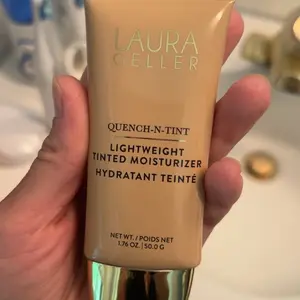 LAURA
GELLER
QUENCH-N-TINT
LIGHTWEIGHT
TINTED MOISTURIZER
HYDRATANT TEINTÉ
NET WT. / POIDS NET
1.76 OZ. | 50.0 G